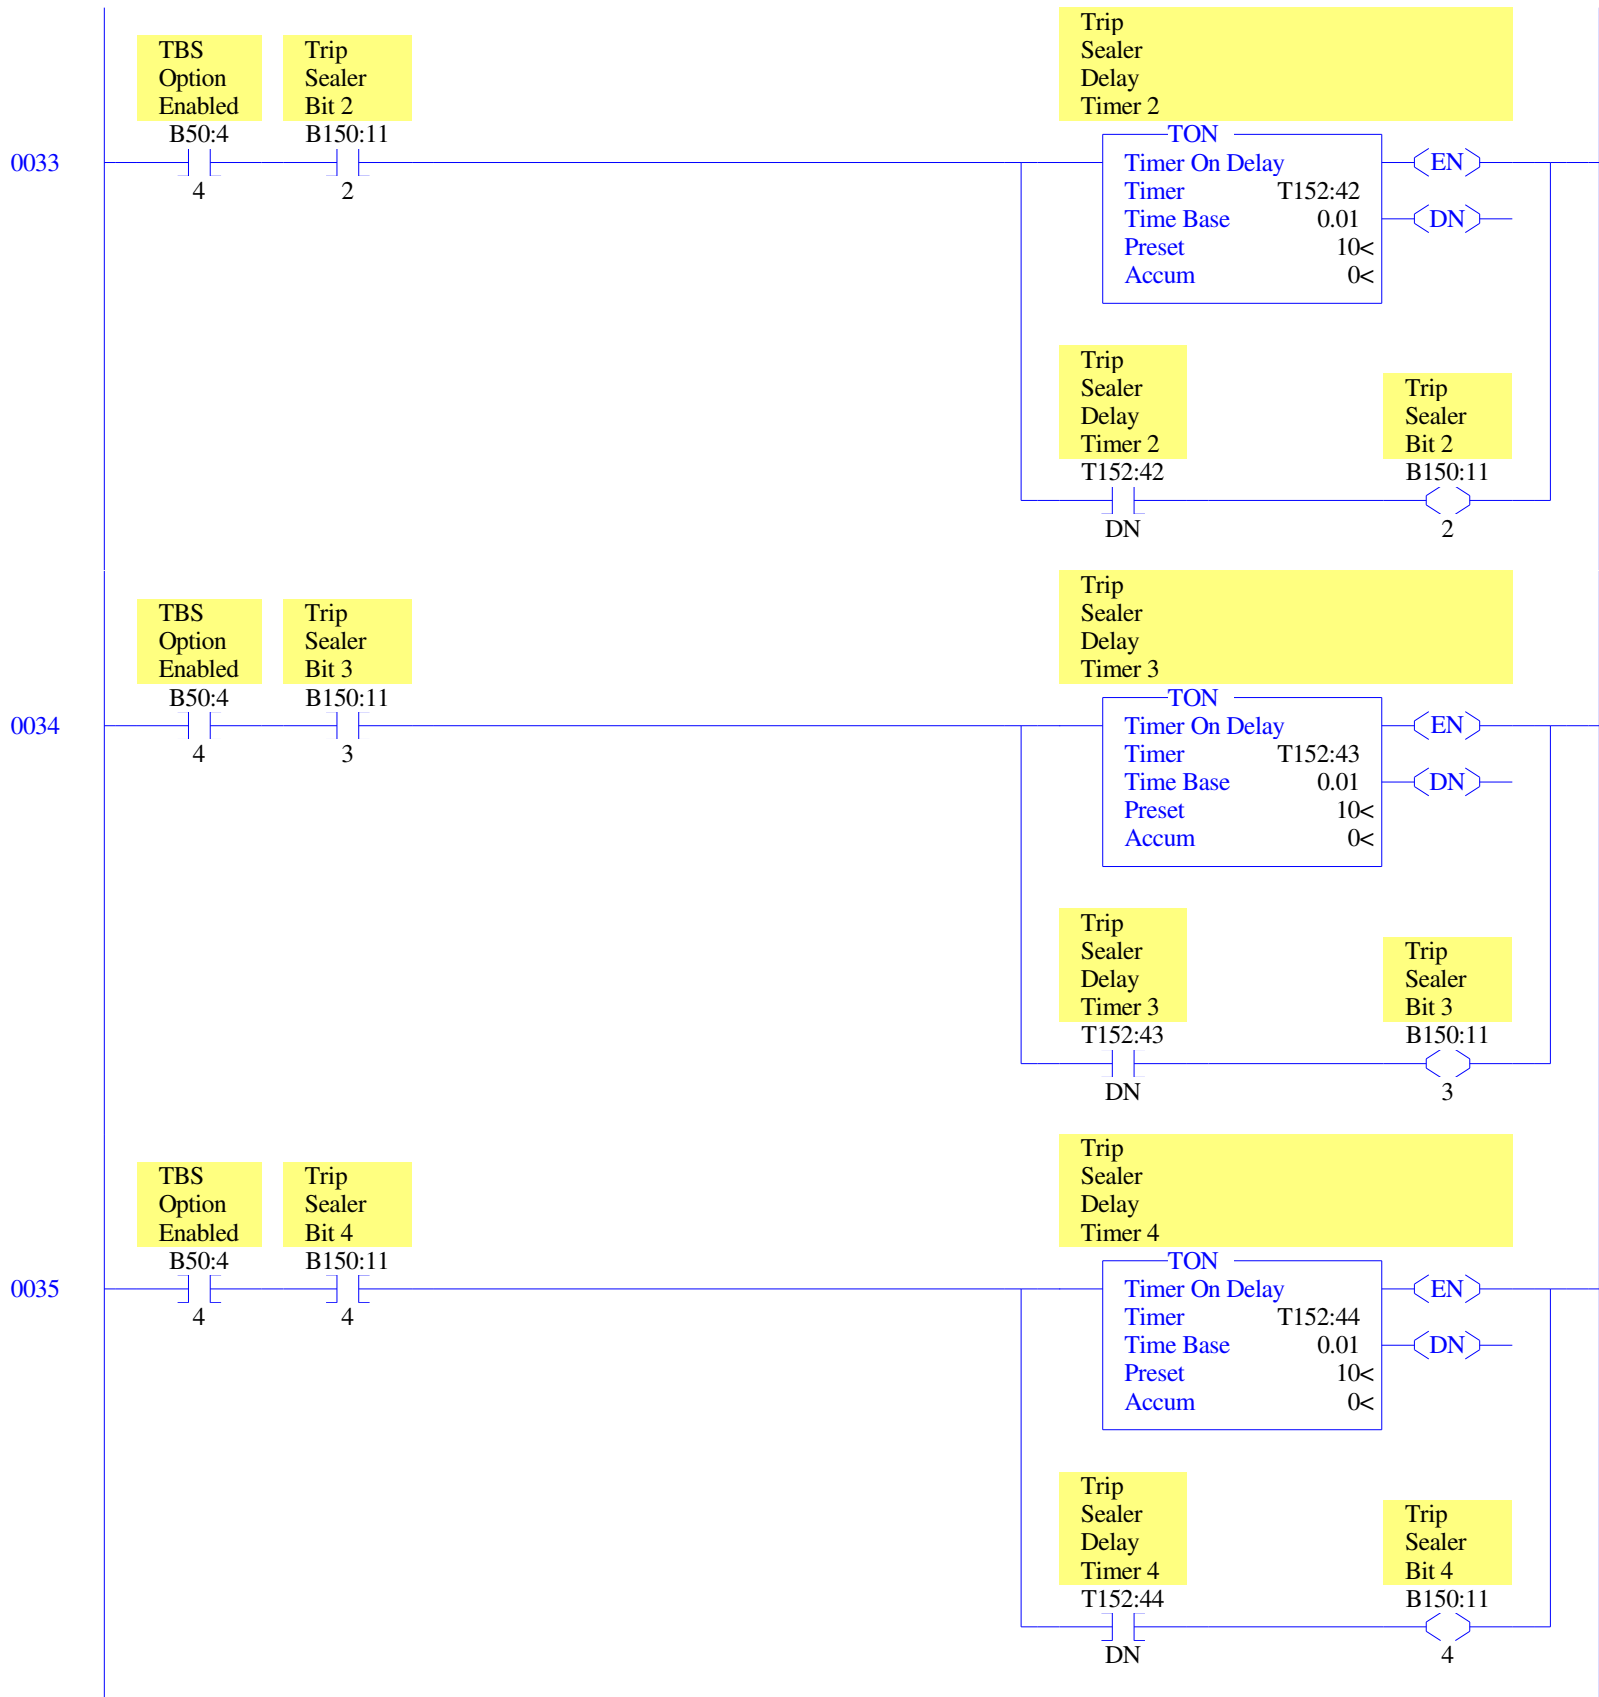 Trip
Sealer
Delay
Timer 2
TBS
Option
Enabled
B50:4
4
Trip
Sealer
Bit 2
B150:11
2
0033
TON
Timer On Delay
Timer T152:42
Time Base 0.01
Preset 10<
Accum 0<
EN
DN
Trip
Sealer
Delay
Timer 2
T152:42
DN
Trip
Sealer
Bit 2
B150:11
2
Trip
Sealer
Delay
Timer 3
TBS
Option
Enabled
B50:4
4
Trip
Sealer
Bit 3
B150:11
3
0034
TON
Timer On Delay
Timer T152:43
Time Base 0.01
Preset 10<
Accum 0<
EN
DN
Trip
Sealer
Delay
Timer 3
T152:43
DN
Trip
Sealer
Bit 3
B150:11
3
Trip
Sealer
Delay
Timer 4
TBS
Option
Enabled
B50:4
4
Trip
Sealer
Bit 4
B150:11
4
0035
TON
Timer On Delay
Timer T152:44
Time Base 0.01
Preset 10<
Accum 0<
EN
DN
Trip
Sealer
Delay
Timer 4
T152:44
DN
Trip
Sealer
Bit 4
B150:11
4